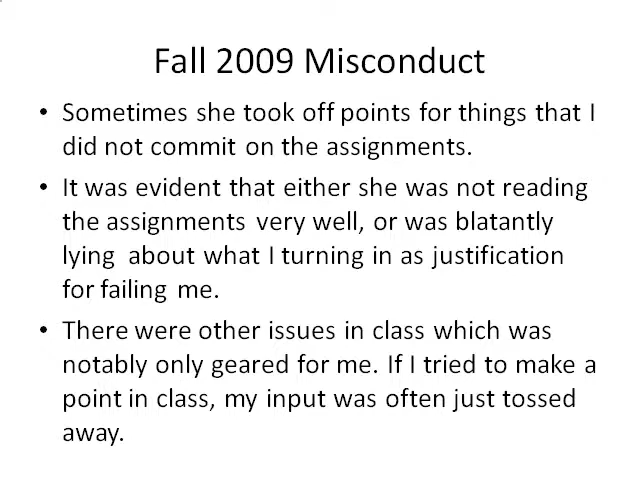 Fall 2009 Misconduct
• Sometimes she took off points for things that I
did not commit on the assignments.
• It was evident that either she was not reading
the assignments very well, or was blatantly
lying about what I turning in as justification
for failing me.
• There were other issues in class which was
notably only geared for me. If I tried to make a
point in class, my input was often just tossed
away.